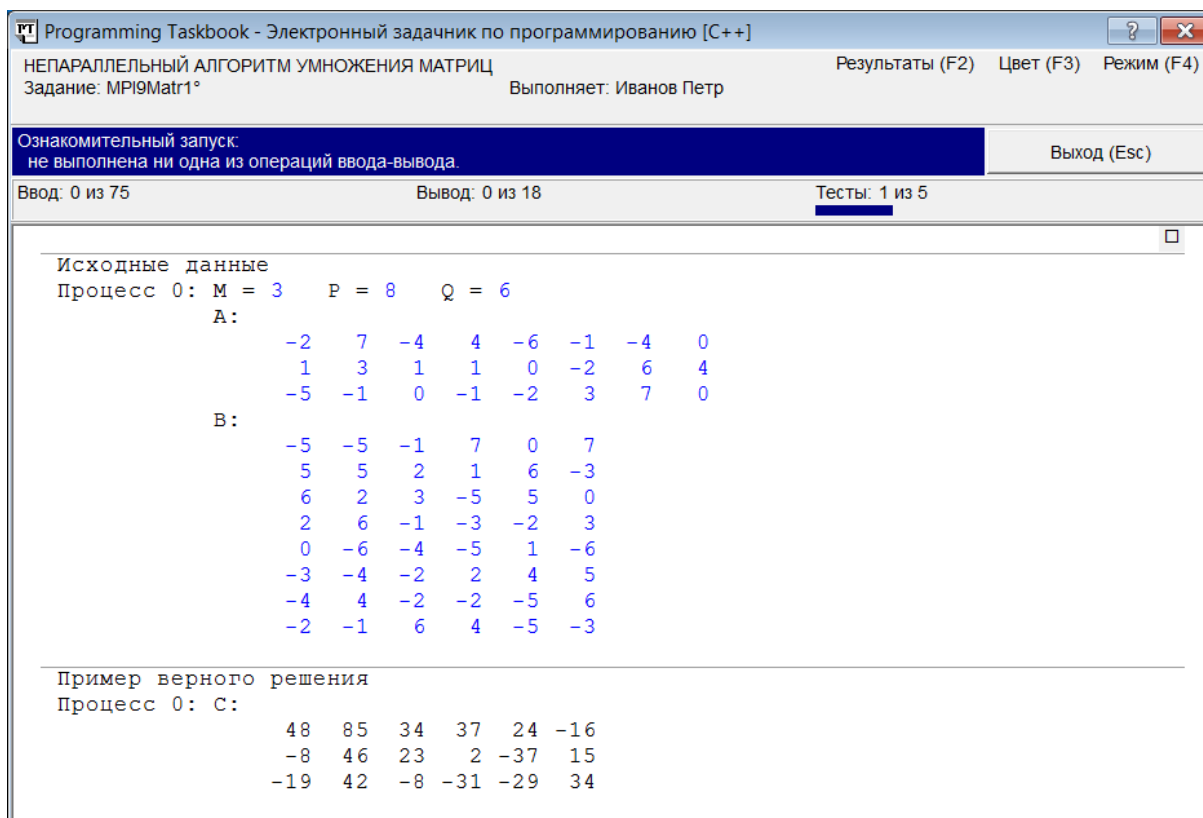 Programming Taskbook - Электронный задачник по программированию [C++]
НЕПАРАЛЛЕЛЬНЫЙ АЛГОРИТМ УМНОЖЕНИЯ МАТРИЦ
Результаты (F2) Цвет (F3) Режим (F4)
Задание: MPI9Matr1° Выполняет: Иванов Петр
Ознакомительный запуск:
не выполнена ни одна из операций ввода-вывода.
Выход (Esc)
Ввод: 0 из 75 Вывод: 0 из 18 Тесты: 1 из 5
Исходные данные
Процесс 0: M = 3 P = 8 Q = 6
A:
-2 7 -4 4 -6 -1 -4 0
1 3 1 1 0 -2 6 4
-5 -1 0 -1 -2 3 7 0
B:
-5 -5 -1 7 0 7
5 5 2 1 6 -3
6 2 3 -5 5 0
2 6 -1 -3 -2 3
0 -6 -4 -5 1 -6
-3 -4 -2 2 4 5
-4 4 -2 -2 -5 6
-2 -1 6 4 -5 -3
Пример верного решения
Процесс 0: C:
48 85 34 37 24 -16
-8 46 23 2 -37 15
-19 42 -8 -31 -29 34